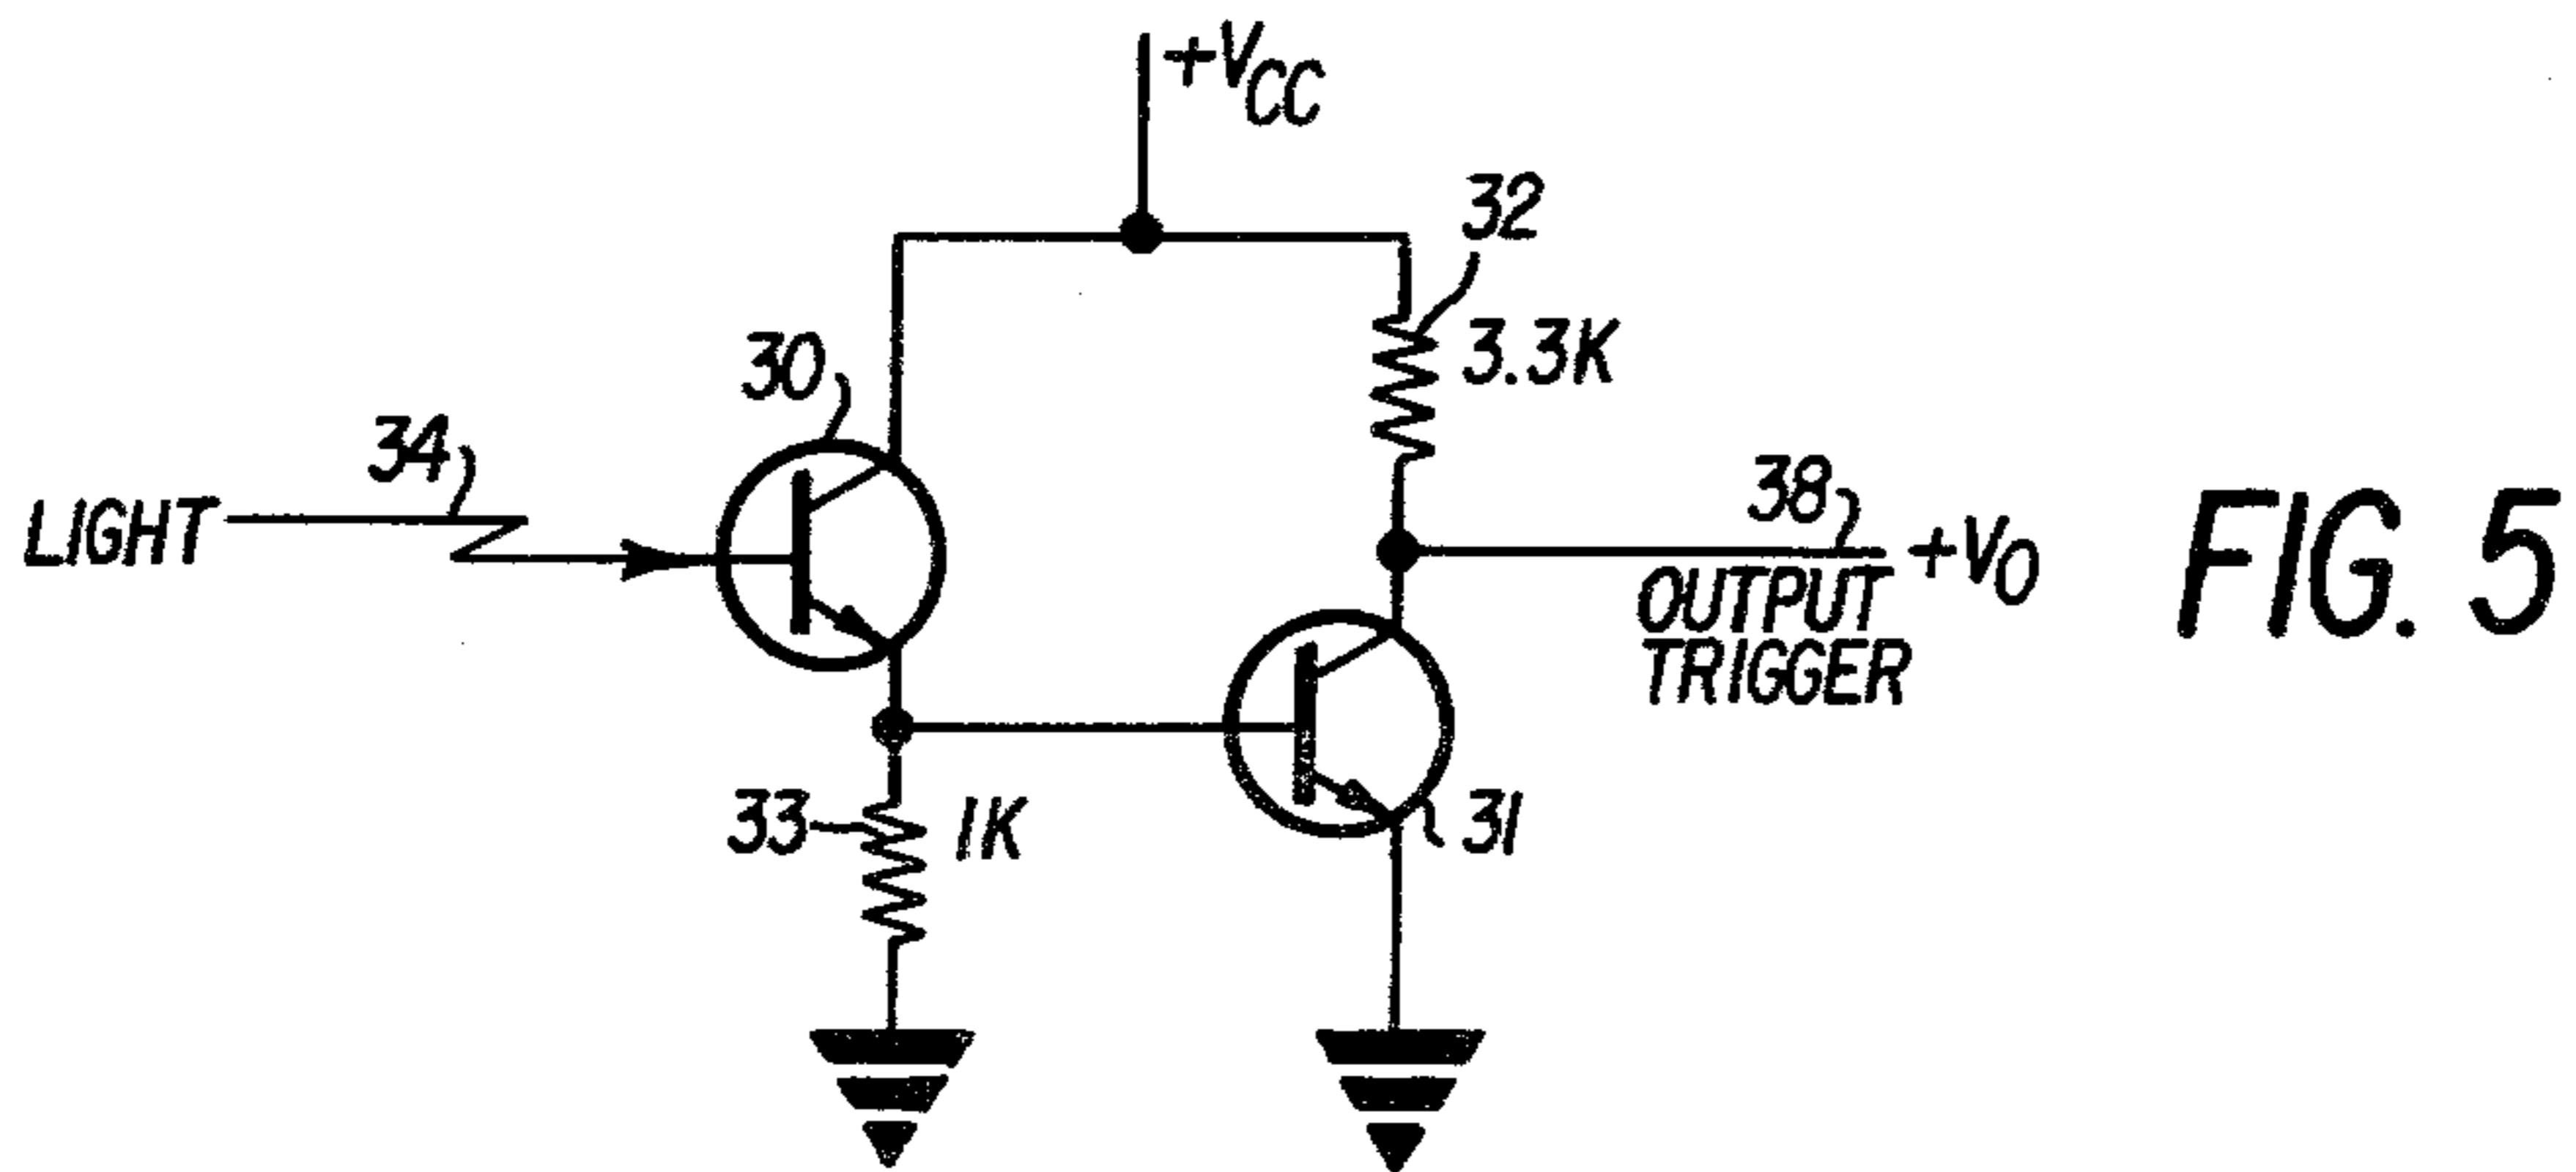 +VCC
32
3.3K
30
34
LIGHT
38
+VO
OUTPUT
TRIGGER
33
1K
31
FIG. 5